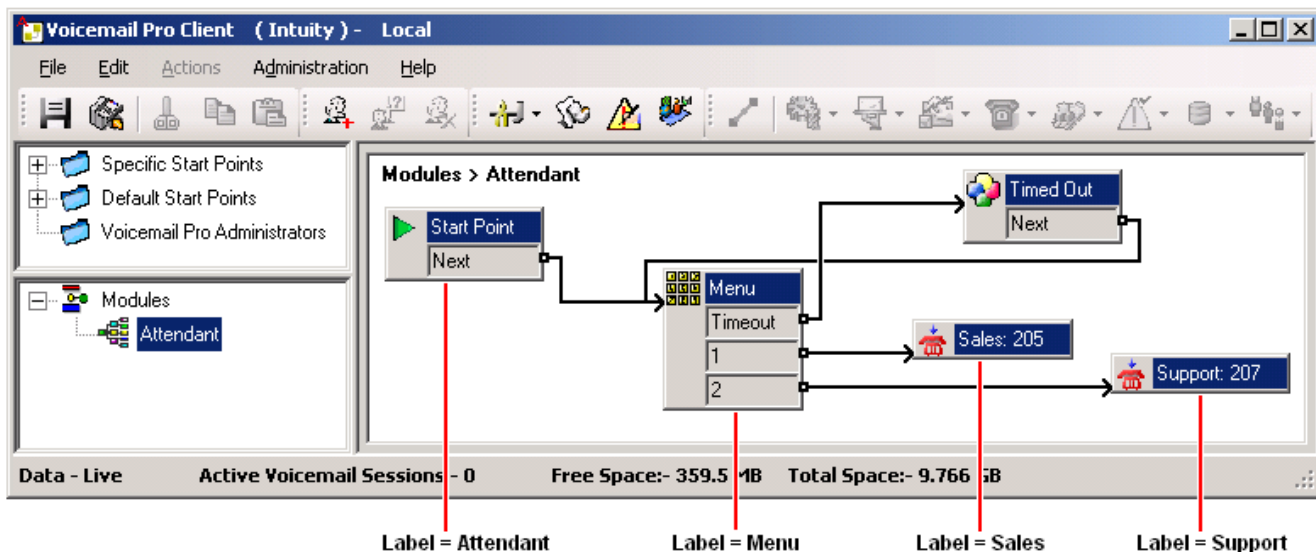 Voicemail Pro Client ( Intuity ) - Local
File Edit Actions Administration Help
Specific Start Points
Default Start Points
Voicemail Pro Administrators
Modules
Attendant
Modules > Attendant
Start Point
Next
Menu
Timeout
1
2
Timed Out
Next
Sales: 205
Support: 207
Data - Live Active Voicemail Sessions - 0 Free Space:- 359.5 MB Total Space:- 9.766 GB
Label = Attendant Label = Menu Label = Sales Label = Support